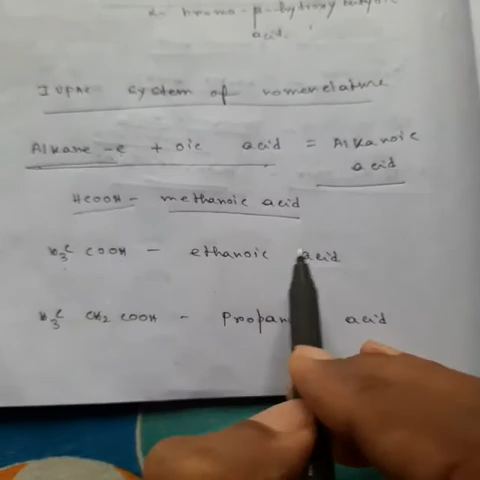 acid.
IUPAC system of nomenclature
Alkane -e + oic acid = Alkanoic
acid
HCOOH - methanoic acid
H3C COOH - ethanoic acid
H3C CH2 COOH - Propan acid